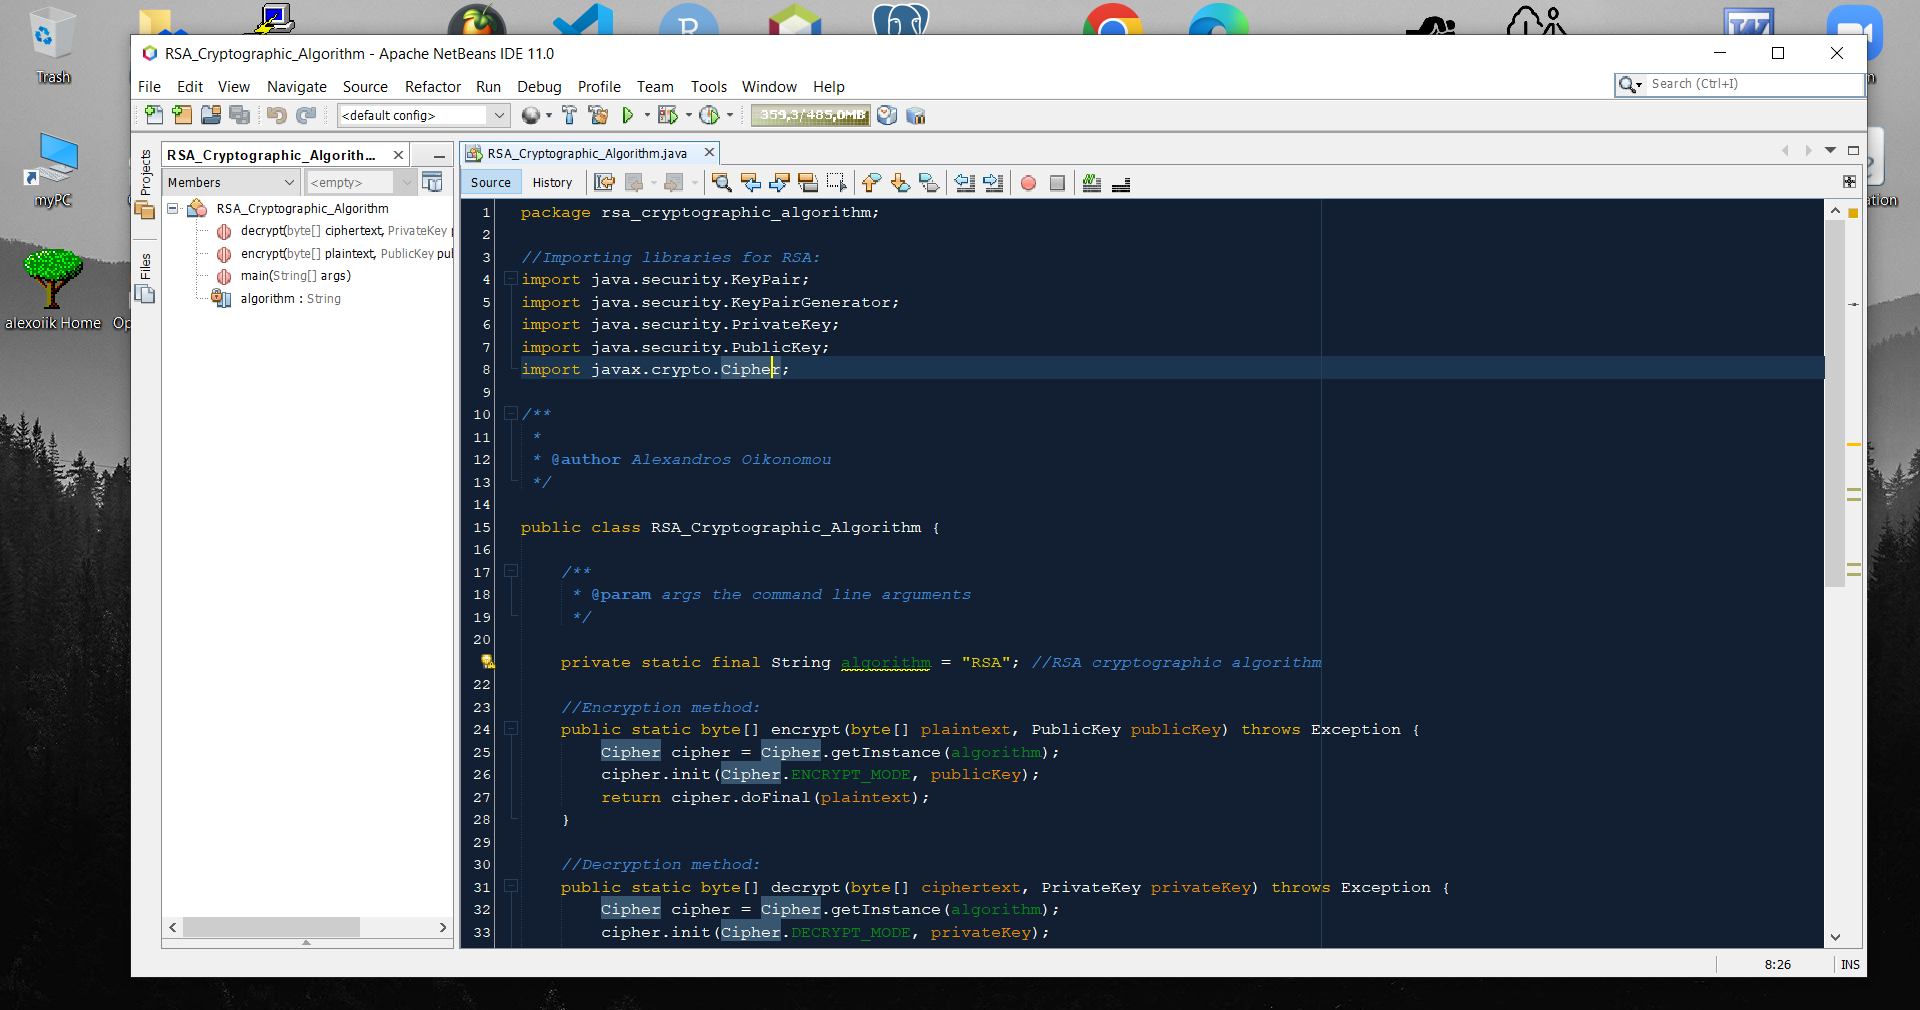 Trash
myPC
alexoiik Home
RSA_Cryptographic_Algorithm - Apache NetBeans IDE 11.0
File Edit View Navigate Source Refactor Run Debug Profile Team Tools Window Help
Search (Ctrl+I)
<default config>
359,3/485,0MB
Projects
Files
RSA_Cryptographic_Algorith...
Members
<empty>
RSA_Cryptographic_Algorithm
decrypt(byte[] ciphertext, PrivateKey
encrypt(byte[] plaintext, PublicKey
main(String[] args)
algorithm : String
RSA_Cryptographic_Algorithm.java
Source History
1 package rsa_cryptographic_algorithm;
2
3 //Importing libraries for RSA:
4 import java.security.KeyPair;
5 import java.security.KeyPairGenerator;
6 import java.security.PrivateKey;
7 import java.security.PublicKey;
8 import javax.crypto.Cipher;
9
10 /**
11 *
12 * @author Alexandros Oikonomou
13 */
14
15 public class RSA_Cryptographic_Algorithm {
16
17 /**
18 * @param args the command line arguments
19 */
20
private static final String algorithm = "RSA"; //RSA cryptographic algorithm
22
23 //Encryption method:
24 public static byte[] encrypt(byte[] plaintext, PublicKey publicKey) throws Exception {
25 Cipher cipher = Cipher.getInstance(algorithm);
26 cipher.init(Cipher.ENCRYPT_MODE, publicKey);
27 return cipher.doFinal(plaintext);
28 }
29
30 //Decryption method:
31 public static byte[] decrypt(byte[] ciphertext, PrivateKey privateKey) throws Exception {
32 Cipher cipher = Cipher.getInstance(algorithm);
33 cipher.init(Cipher.DECRYPT_MODE, privateKey);
8:26 INS